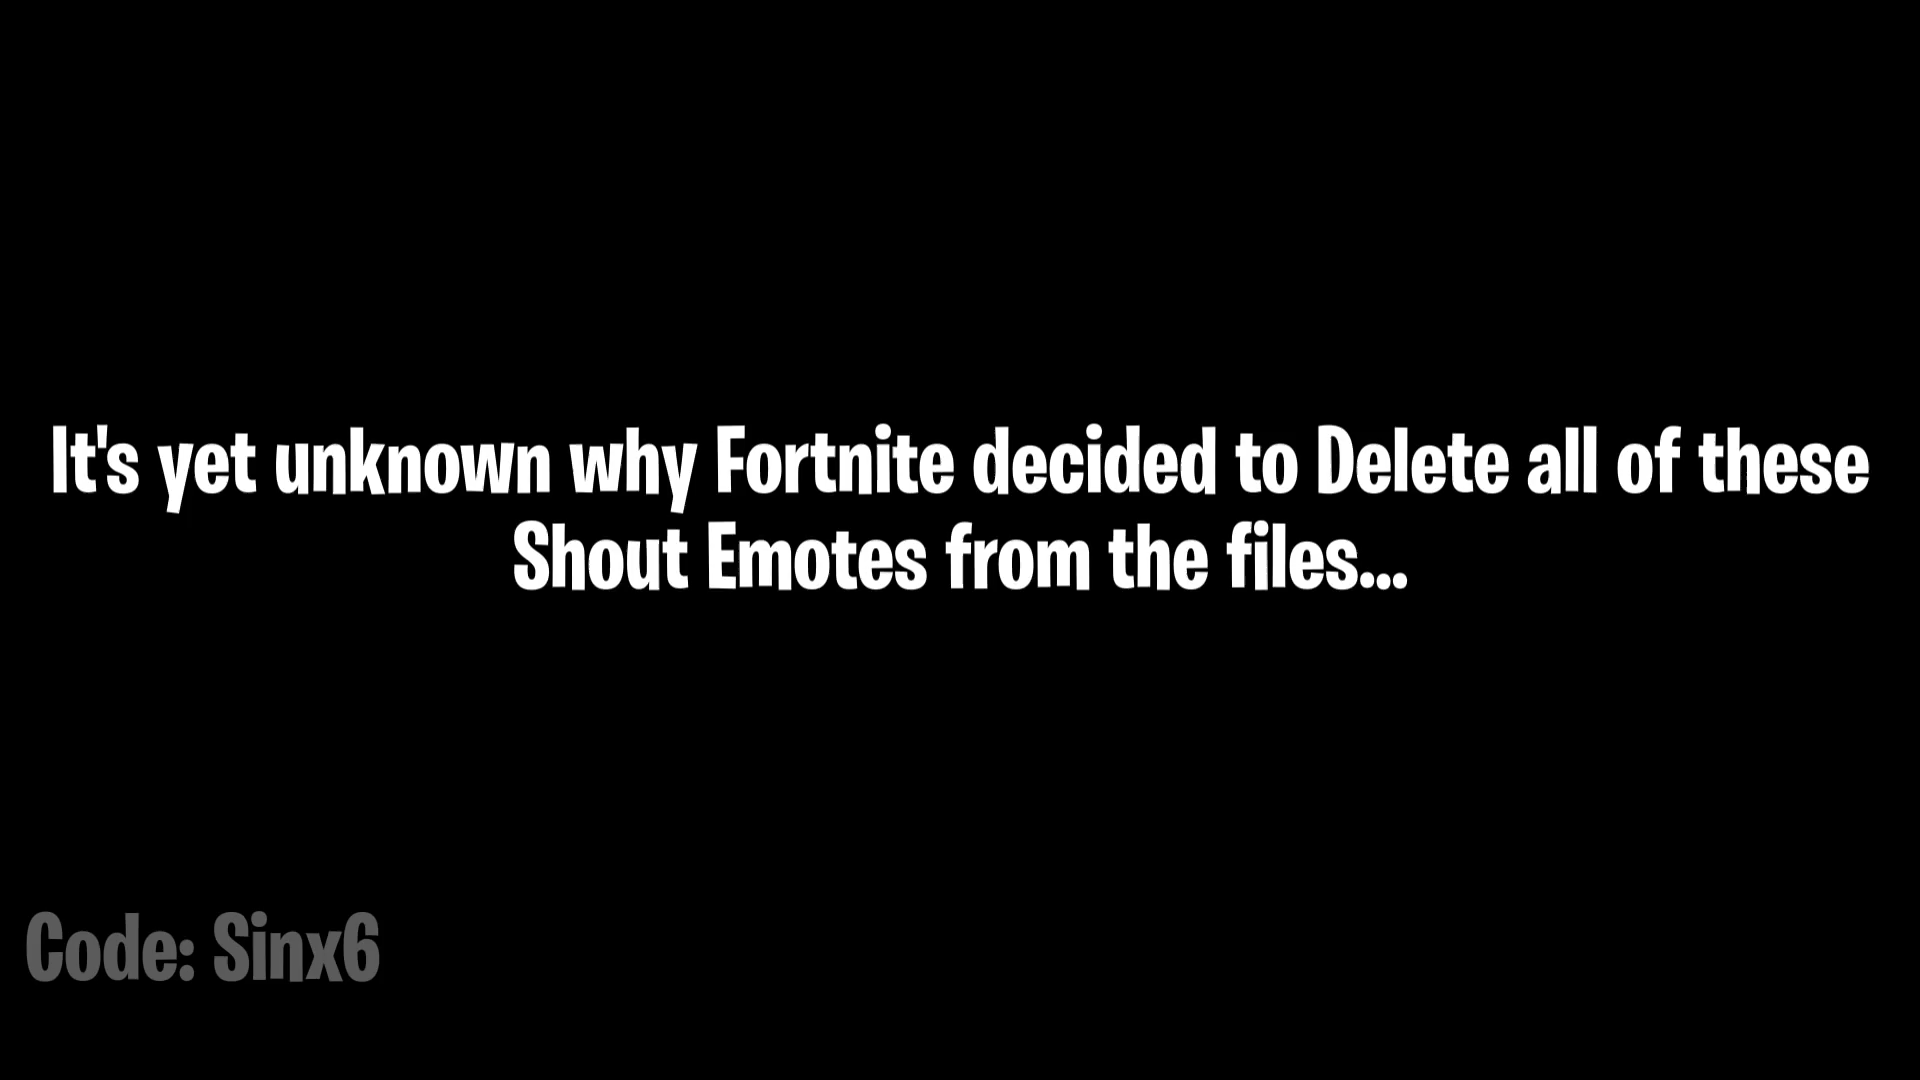 It's yet unknown why Fortnite decided to Delete all of these
Shout Emotes from the files...
Code: Sinx6